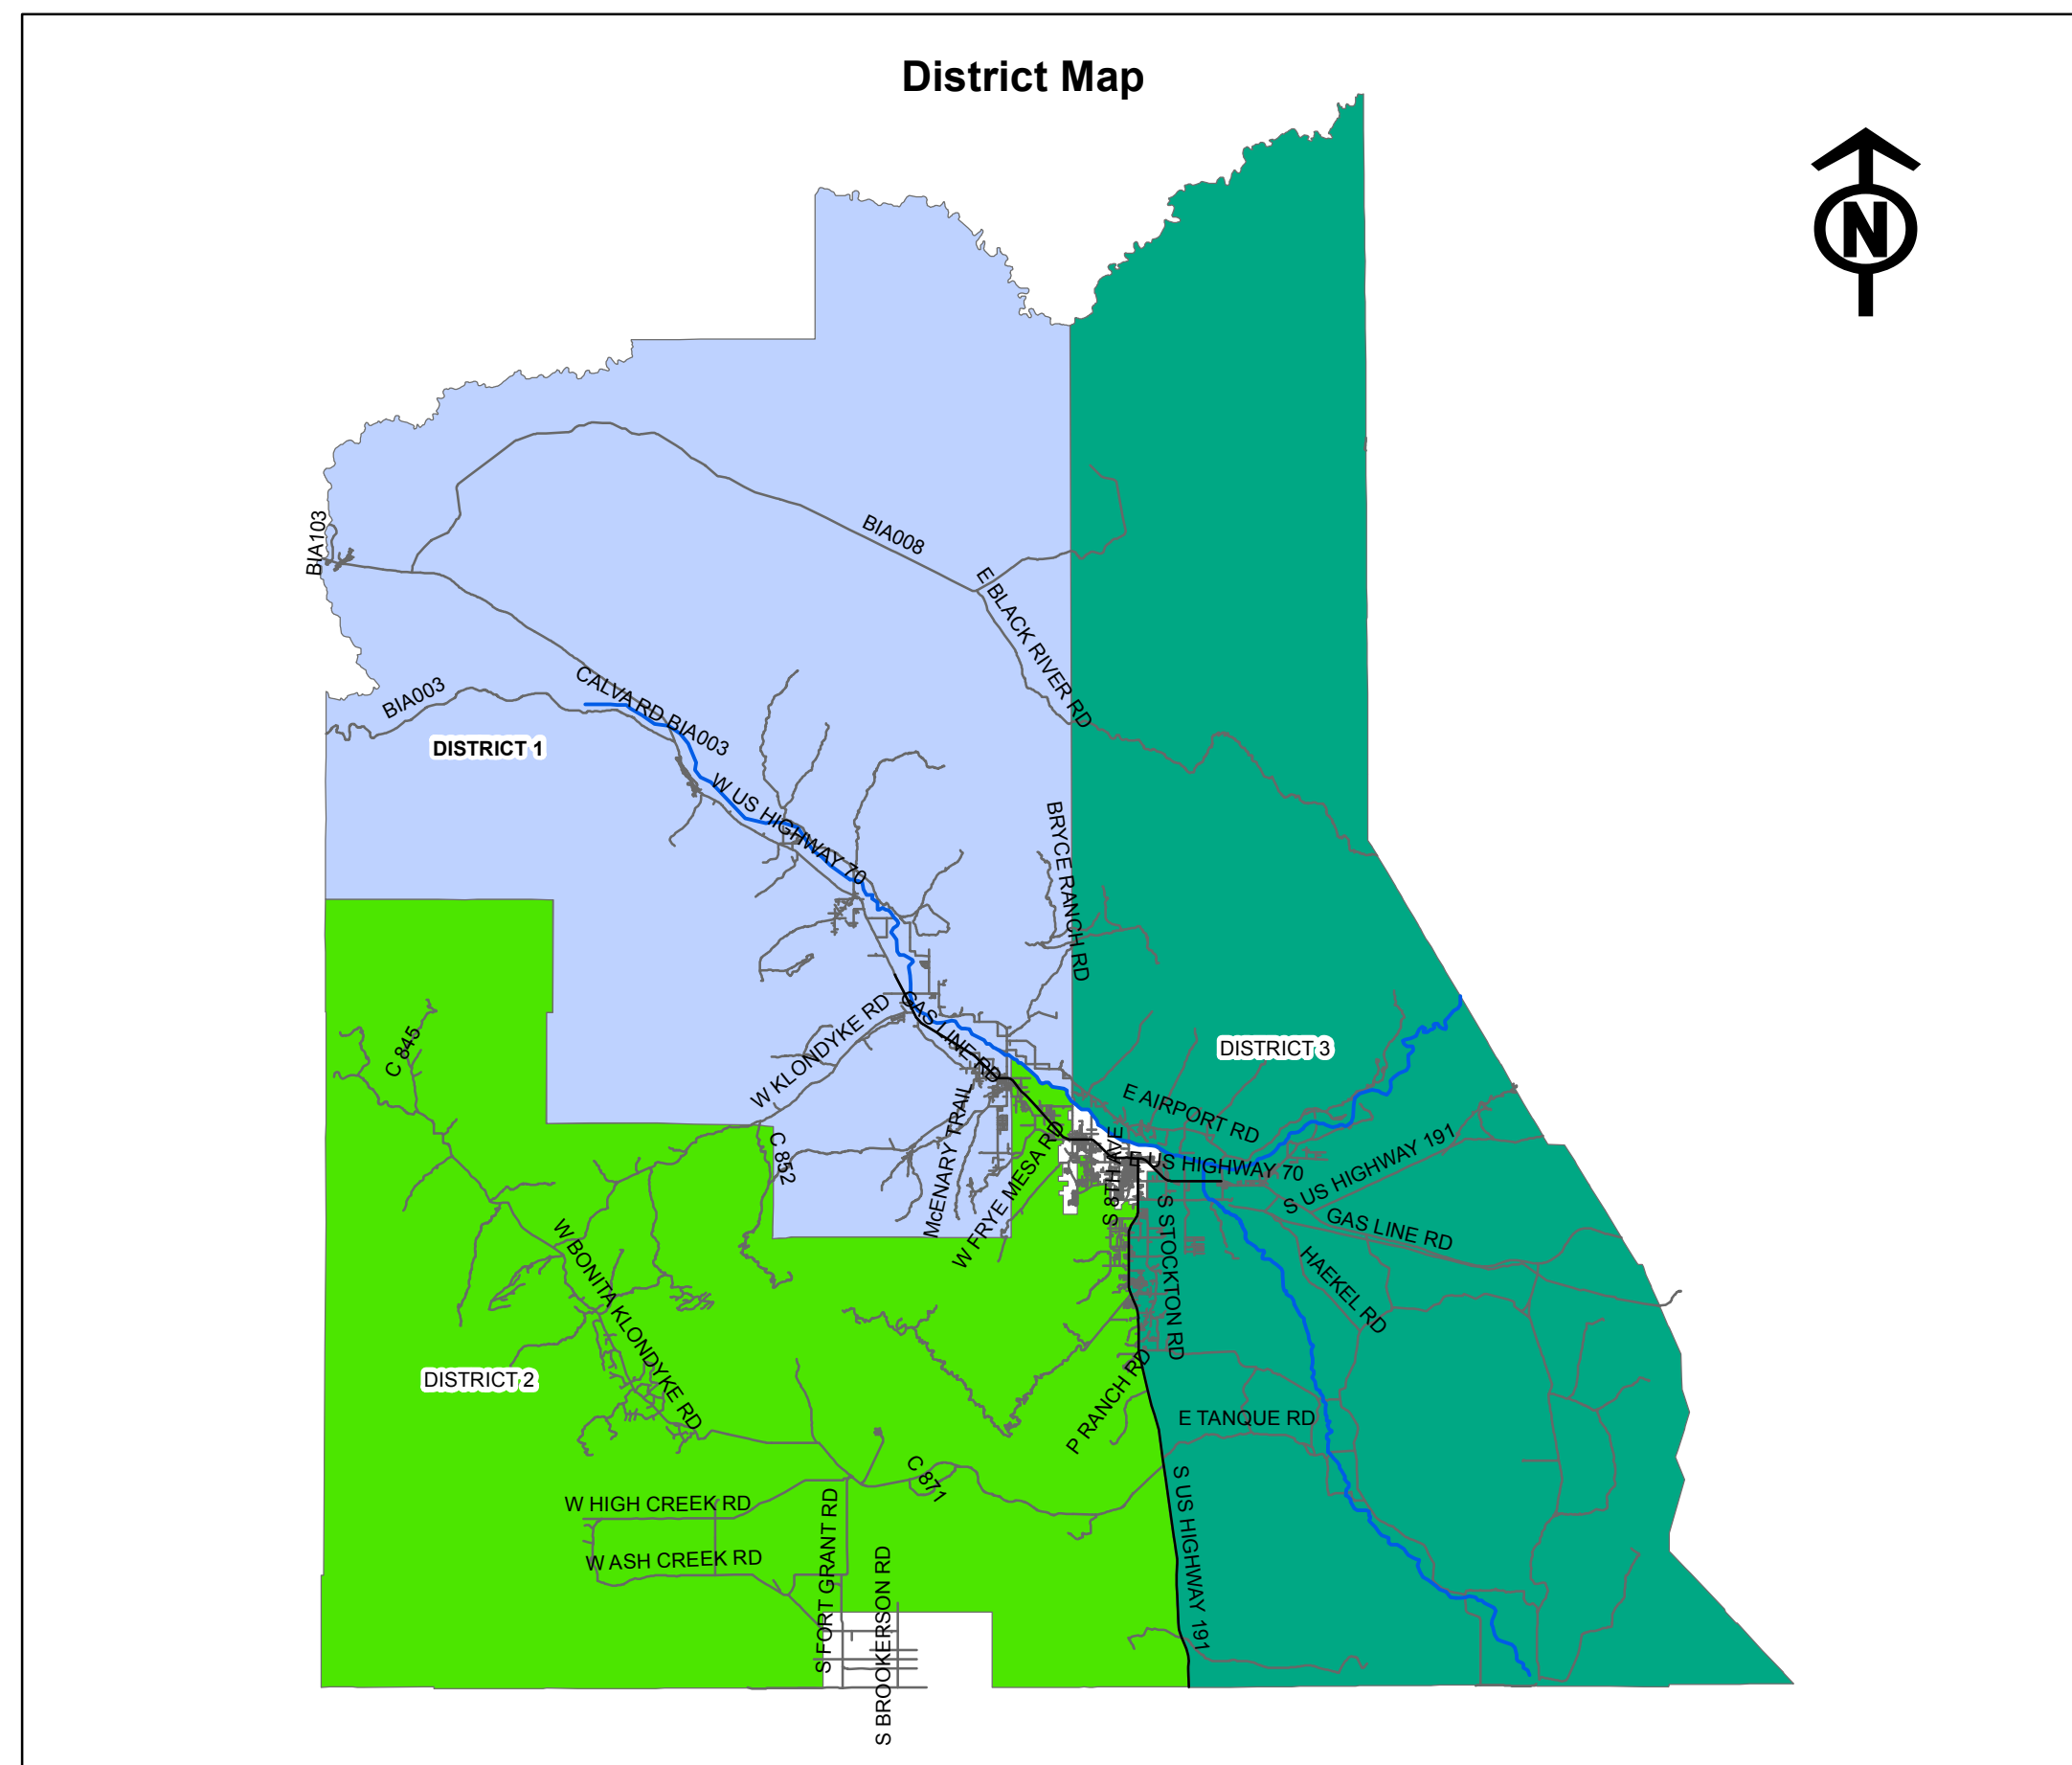 District Map
N
BIA103
BIA008
E BLACK RIVER RD
BIA003
CALVA RD BIA003
DISTRICT 1
W US HIGHWAY 70
BRYCE RANCH RD
C 845
W KLONDYKE RD
GAS LINE RD
DISTRICT 3
E AIRPORT RD
McENARY TRAIL
C 852
W FRYE MESA RD
S 8TH AVE
E US HIGHWAY 70
S US HIGHWAY 191
S STOCKTON RD
GAS LINE RD
HAEKEL RD
W BONITA KLONDYKE RD
DISTRICT 2
P RANCH RD
E TANQUE RD
C 871
W HIGH CREEK RD
S US HIGHWAY 191
W ASH CREEK RD
S FORT GRANT RD
S BROOKERSON RD